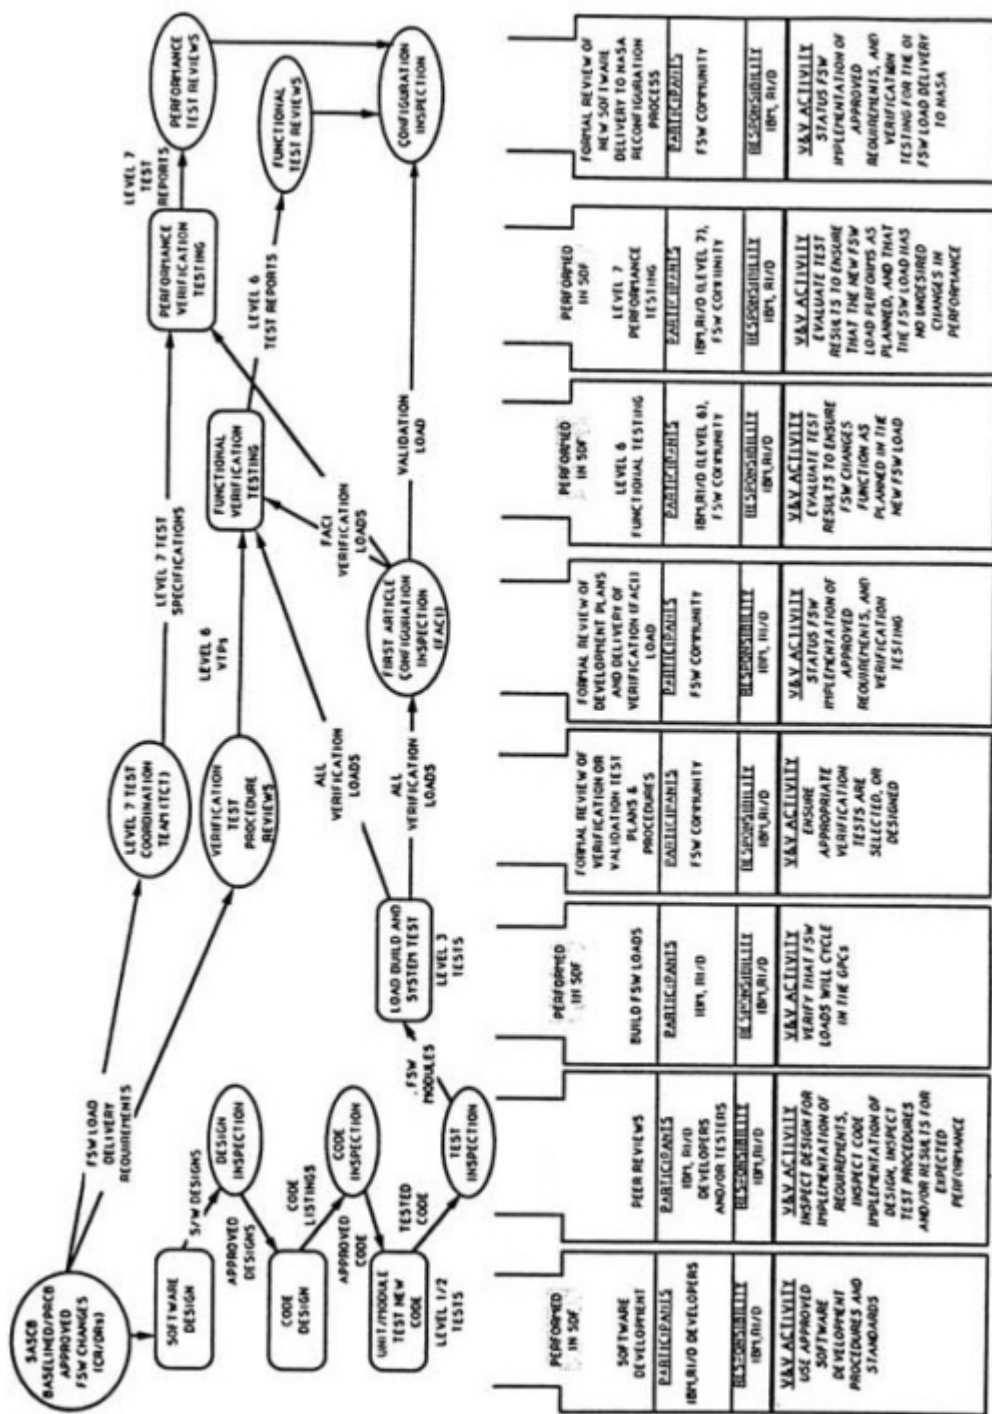 SASCB
BASELINED/PRCB
APPROVED
FSW CHANGES
(CR/DRs)
FSW LOAD
DELIVERY
REQUIREMENTS
SOFTWARE
DESIGN
S/W DESIGNS
DESIGN
INSPECTION
APPROVED
DESIGNS
CODE
DESIGN
CODE
LISTINGS
CODE
INSPECTION
APPROVED
CODE
UNIT/MODULE
TEST NEW
CODE
LEVEL 1/2
TESTS
TESTED
CODE
TEST
INSPECTION
FSW
MODULES
LOAD BUILD AND
SYSTEM TEST
LEVEL 3
TESTS
LEVEL 7 TEST
COORDINATION
TEAM (TCT)
VERIFICATION
TEST
PROCEDURE
REVIEWS
ALL
VERIFICATION
LOADS
ALL
VERIFICATION
LOADS
LEVEL 7 TEST
SPECIFICATIONS
LEVEL 6
VTPs
FIRST ARTICLE
CONFIGURATION
INSPECTION
(FACI)
FACI
VERIFICATION
LOADS
FUNCTIONAL
VERIFICATION
TESTING
PERFORMANCE
VERIFICATION
TESTING
LEVEL 6
TEST REPORTS
LEVEL 7
TEST
REPORTS
VALIDATION
LOAD
PERFORMANCE
TEST REVIEWS
FUNCTIONAL
TEST REVIEWS
CONFIGURATION
INSPECTION
PERFORMED
IN SDF
SOFTWARE
DEVELOPMENT
PARTICIPANTS
IBM,RI/D DEVELOPERS
RESPONSIBILITY
IBM,RI/D
V&V ACTIVITY
USE APPROVED
SOFTWARE
DEVELOPMENT
PROCEDURES AND
STANDARDS
PEER REVIEWS
PARTICIPANTS
IBM, RI/D
DEVELOPERS
AND/OR TESTERS
RESPONSIBILITY
IBM,RI/D
V&V ACTIVITY
INSPECT DESIGN FOR
IMPLEMENTATION OF
REQUIREMENTS,
INSPECT CODE
IMPLEMENTATION OF
DESIGN, INSPECT
TEST PROCEDURES
AND/OR RESULTS FOR
EXPECTED
PERFORMANCE
PERFORMED
IN SDF
BUILD FSW LOADS
PARTICIPANTS
IBM, RI/D
RESPONSIBILITY
IBM,RI/D
V&V ACTIVITY
VERIFY THAT FSW
LOADS WILL CYCLE
IN THE GPCs
FORMAL REVIEW OF
VERIFICATION OR
VALIDATION TEST
PLANS &
PROCEDURES
PARTICIPANTS
FSW COMMUNITY
RESPONSIBILITY
IBM,RI/D
V&V ACTIVITY
ENSURE
APPROPRIATE
VERIFICATION
TESTS ARE
SELECTED, OR
DESIGNED
FORMAL REVIEW OF
DEVELOPMENT PLANS
AND DELIVERY OF
VERIFICATION (FACI)
LOAD
PARTICIPANTS
FSW COMMUNITY
RESPONSIBILITY
IBM, RI/D
V&V ACTIVITY
STATUS FSW
IMPLEMENTATION OF
APPROVED
REQUIREMENTS, AND
VERIFICATION
TESTING
PERFORMED
IN SDF
LEVEL 6
FUNCTIONAL TESTING
PARTICIPANTS
IBM,RI/D (LEVEL 6),
FSW COMMUNITY
RESPONSIBILITY
IBM,RI/D
V&V ACTIVITY
EVALUATE TEST
RESULTS TO ENSURE
FSW CHANGES
FUNCTION AS
PLANNED IN THE
NEW FSW LOAD
PERFORMED
IN SDF
LEVEL 7
PERFORMANCE
TESTING
PARTICIPANTS
IBM,RI/D (LEVEL 7),
FSW COMMUNITY
RESPONSIBILITY
IBM, RI/D
V&V ACTIVITY
EVALUATE TEST
RESULTS TO ENSURE
THAT THE NEW FSW
LOAD PERFORMS AS
PLANNED, AND THAT
THE FSW LOAD HAS
NO UNDESIRED
CHANGES IN
PERFORMANCE
FORMAL REVIEW OF
NEW SOFTWARE
DELIVERY TO NASA
RECONFIGURATION
PROCESS
PARTICIPANTS
FSW COMMUNITY
RESPONSIBILITY
IBM, RI/D
V&V ACTIVITY
STATUS FSW
IMPLEMENTATION OF
APPROVED
REQUIREMENTS, AND
VERIFICATION
TESTING FOR THE OI
FSW LOAD DELIVERY
TO NASA